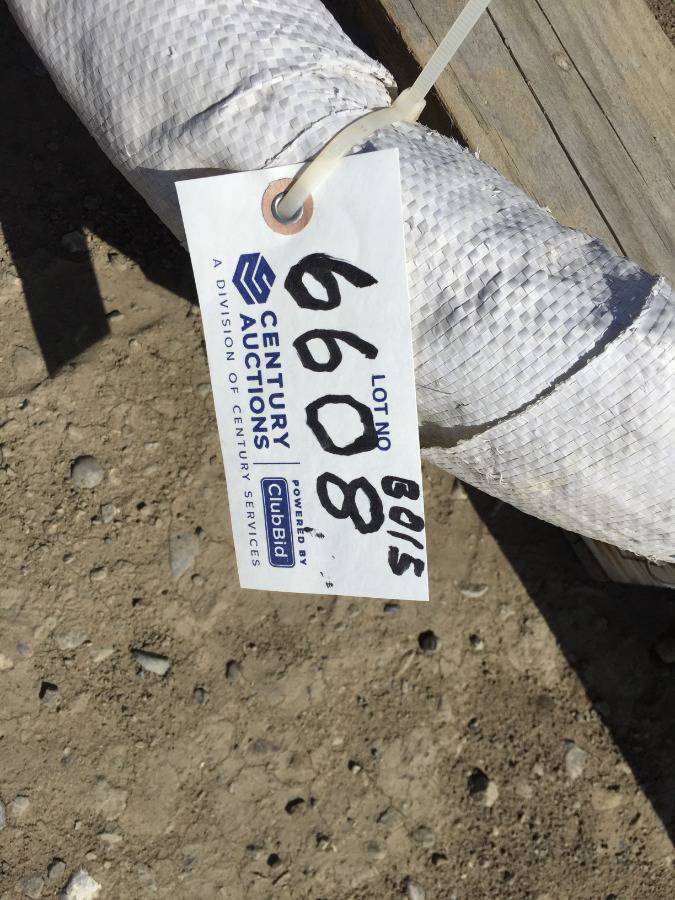 LOT NO B015
6608
CENTURY
AUCTIONS
A DIVISION OF CENTURY SERVICES
POWERED BY
ClubBid